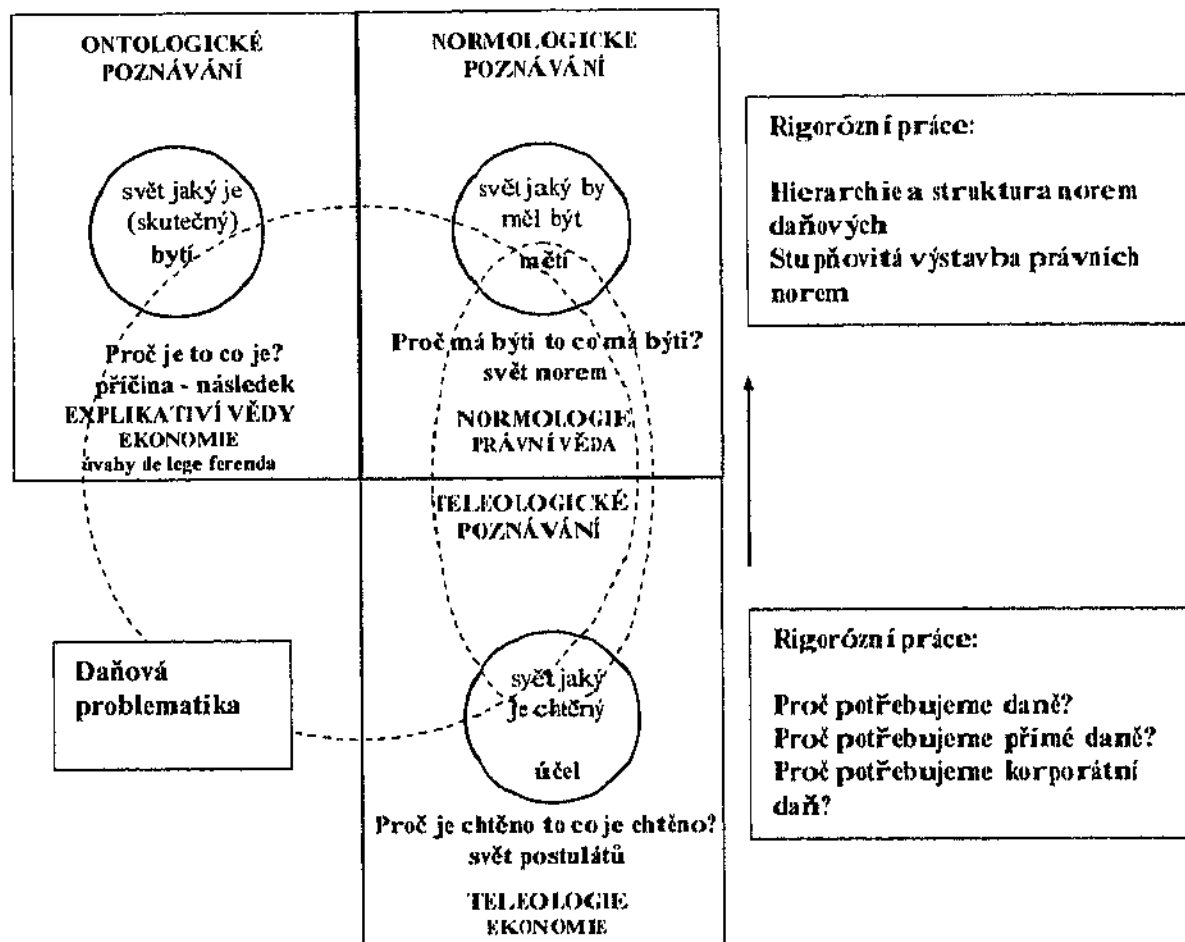 ONTOLOGICKÉ
POZNÁVÁNÍ
svět jaký je
(skutečný)
bytí
Proč je to co je?
příčina - následek
EXPLIKATIVÍ VĚDY
EKONOMIE
úvahy de lege ferenda
NORMOLOGICKE
POZNÁVÁNÍ
svět jaký by
měl být
mětí
Proč má býti to co má býti?
svět norem
NORMOLOGIE
PRÁVNÍ VĚDA
Rigorózní práce:
Hierarchie a struktura norem
daňových
Stupňovitá výstavba právních
norem
Daňová
problematika
TELEOLOGICKÉ
POZNÁVÁNÍ
svět jaký
je chtěný
účel
Proč je chtěno to co je chtěno?
svět postulátů
TELEOLOGIE
EKONOMIE
Rigorózní práce:
Proč potřebujeme daně?
Proč potřebujeme přímé daně?
Proč potřebujeme korporátní
daň?